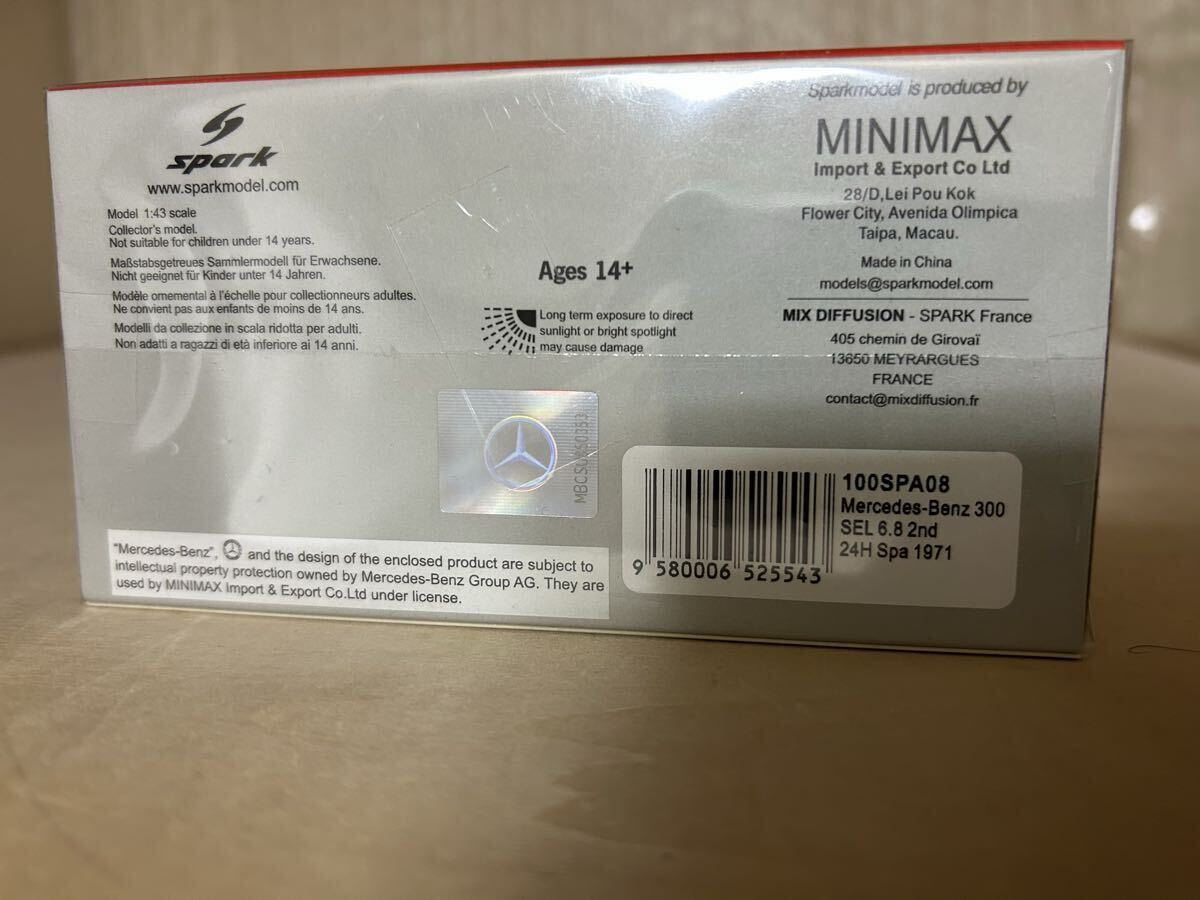 spark
www.sparkmodel.com
Model 1:43 scale
Collector's model.
Not suitable for children under 14 years.
Maßstabsgetreues Sammlermodell für Erwachsene.
Nicht geeignet für Kinder unter 14 Jahren.
Modèle ornemental à l'échelle pour collectionneurs adultes.
Ne convient pas aux enfants de moins de 14 ans.
Modelli da collezione in scala ridotta per adulti.
Non adatti a ragazzi di età inferiore ai 14 anni.
Ages 14+
Long term exposure to direct
sunlight or bright spotlight
may cause damage
Sparkmodel is produced by
MINIMAX
Import & Export Co Ltd
28/D,Lei Pou Kok
Flower City, Avenida Olimpica
Taipa, Macau.
Made in China
models@sparkmodel.com
MIX DIFFUSION - SPARK France
405 chemin de Girovaï
13650 MEYRARGUES
FRANCE
contact@mixdiffusion.fr
"Mercedes-Benz", and the design of the enclosed product are subject to
intellectual property protection owned by Mercedes-Benz Group AG. They are
used by MINIMAX Import & Export Co.Ltd under license.
100SPA08
Mercedes-Benz 300
SEL 6.8 2nd
24H Spa 1971
9 580006 525543